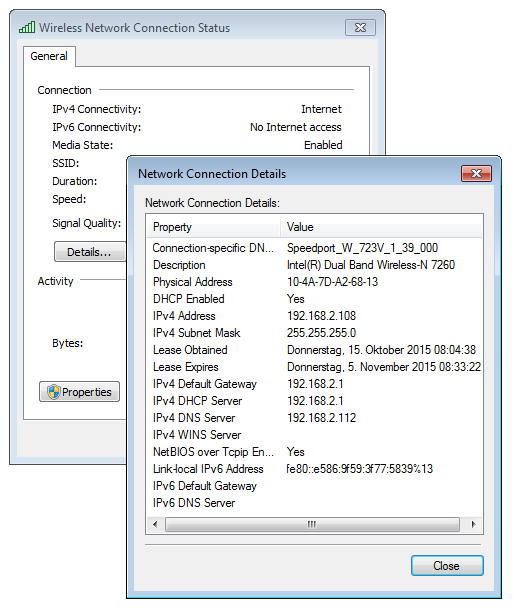 Wireless Network Connection Status
General
Connection
IPv4 Connectivity: Internet
IPv6 Connectivity: No Internet access
Media State: Enabled
SSID:
Duration:
Speed:
Signal Quality:
Details...
Activity
Bytes:
Properties
Network Connection Details
Network Connection Details:
Property Value
Connection-specific DN... Speedport_W_723V_1_39_000
Description Intel(R) Dual Band Wireless-N 7260
Physical Address 10-4A-7D-A2-68-13
DHCP Enabled Yes
IPv4 Address 192.168.2.108
IPv4 Subnet Mask 255.255.255.0
Lease Obtained Donnerstag, 15. Oktober 2015 08:04:38
Lease Expires Donnerstag, 5. November 2015 08:33:22
IPv4 Default Gateway 192.168.2.1
IPv4 DHCP Server 192.168.2.1
IPv4 DNS Server 192.168.2.112
IPv4 WINS Server
NetBIOS over Tcpip En... Yes
Link-local IPv6 Address fe80::e586:9f59:3f77:5839%13
IPv6 Default Gateway
IPv6 DNS Server
Close